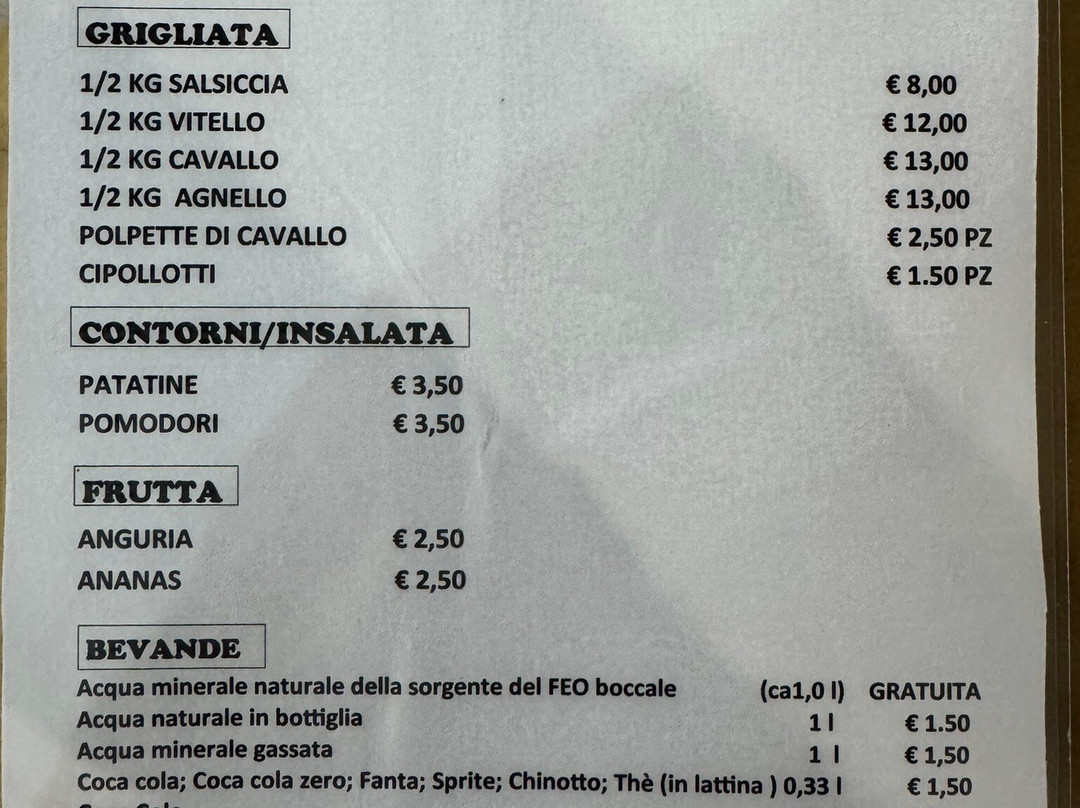 GRIGLIATA
1/2 KG SALSICCIA € 8,00
1/2 KG VITELLO € 12,00
1/2 KG CAVALLO € 13,00
1/2 KG AGNELLO € 13,00
POLPETTE DI CAVALLO € 2,50 PZ
CIPOLLOTTI € 1.50 PZ
CONTORNI/INSALATA
PATATINE € 3,50
POMODORI € 3,50
FRUTTA
ANGURIA € 2,50
ANANAS € 2,50
BEVANDE
Acqua minerale naturale della sorgente del FEO boccale (ca1,0 l) GRATUITA
Acqua naturale in bottiglia 1 l € 1.50
Acqua minerale gassata 1 l € 1,50
Coca cola; Coca cola zero; Fanta; Sprite; Chinotto; Thè (in lattina ) 0,33 l € 1,50